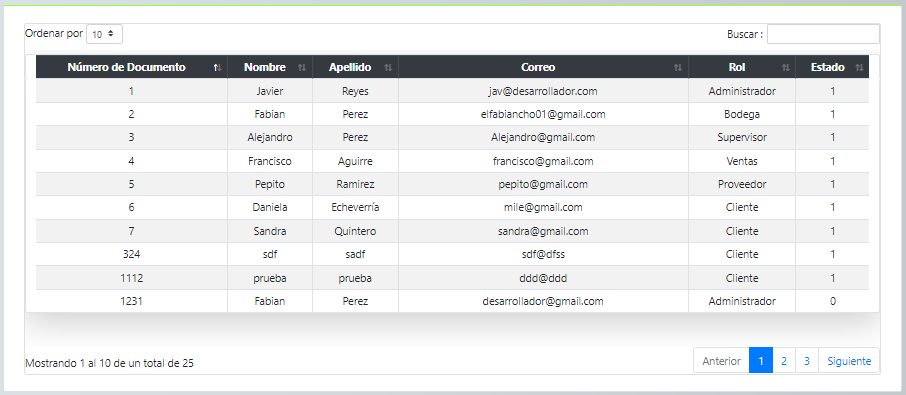 Ordenar por 10 Buscar :
Número de Documento Nombre Apellido Correo Rol Estado
1 Javier Reyes jav@desarrollador.com Administrador 1
2 Fabian Perez elfabiancho01@gmail.com Bodega 1
3 Alejandro Perez Alejandro@gmail.com Supervisor 1
4 Francisco Aguirre francisco@gmail.com Ventas 1
5 Pepito Ramirez pepito@gmail.com Proveedor 1
6 Daniela Echeverría mile@gmail.com Cliente 1
7 Sandra Quintero sandra@gmail.com Cliente 1
324 sdf sadf sdf@dfss Cliente 1
1112 prueba prueba ddd@ddd Cliente 1
1231 Fabian Perez desarrollador@gmail.com Administrador 0
Mostrando 1 al 10 de un total de 25 Anterior 1 2 3 Siguiente